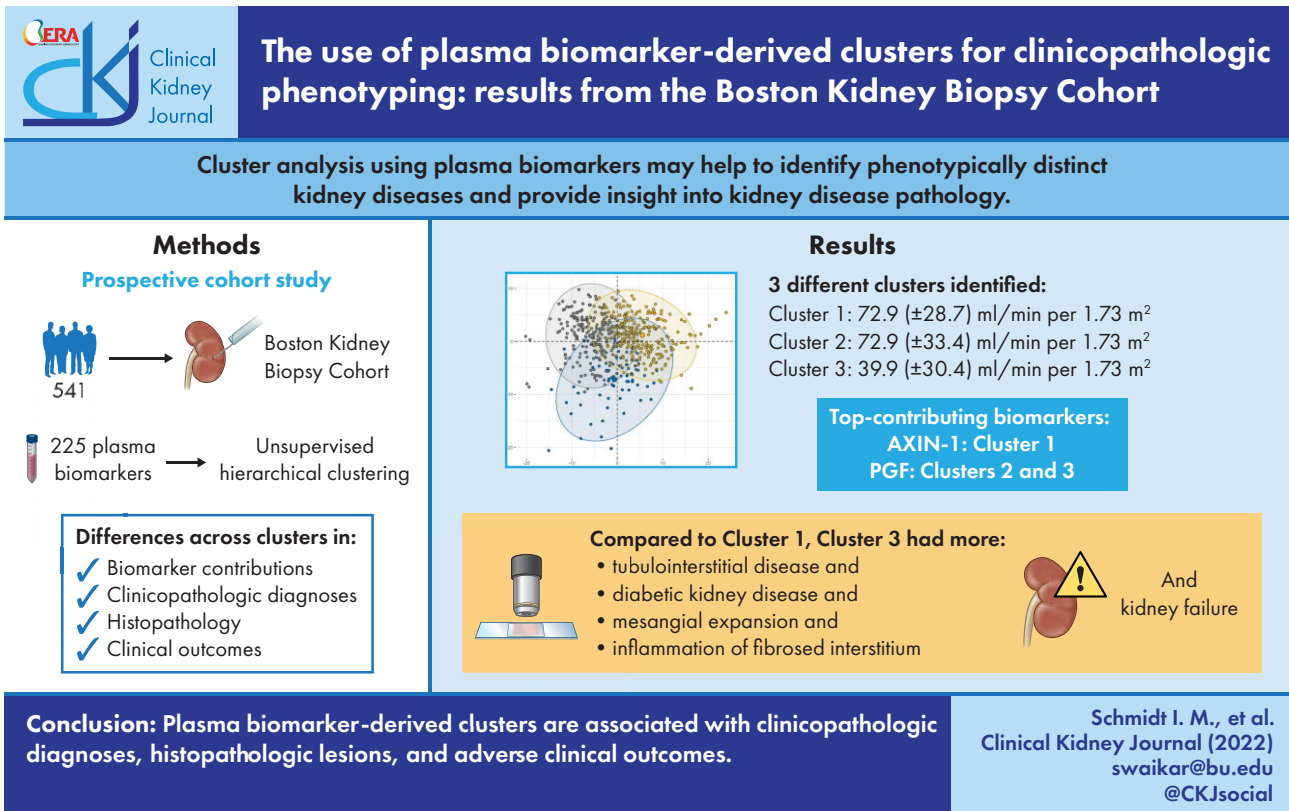 ERA
CKJ
Clinical
Kidney
Journal
The use of plasma biomarker-derived clusters for clinicopathologic
phenotyping: results from the Boston Kidney Biopsy Cohort
Cluster analysis using plasma biomarkers may help to identify phenotypically distinct
kidney diseases and provide insight into kidney disease pathology.
Methods
Prospective cohort study
541
Boston Kidney
Biopsy Cohort
225 plasma
biomarkers
Unsupervised
hierarchical clustering
Differences across clusters in:
✓ Biomarker contributions
✓ Clinicopathologic diagnoses
✓ Histopathology
✓ Clinical outcomes
Results
3 different clusters identified:
Cluster 1: 72.9 (±28.7) ml/min per 1.73 m²
Cluster 2: 72.9 (±33.4) ml/min per 1.73 m²
Cluster 3: 39.9 (±30.4) ml/min per 1.73 m²
Top-contributing biomarkers:
AXIN-1: Cluster 1
PGF: Clusters 2 and 3
Compared to Cluster 1, Cluster 3 had more:
• tubulointerstitial disease and
• diabetic kidney disease and
• mesangial expansion and
• inflammation of fibrosed interstitium
!
And
kidney failure
Conclusion: Plasma biomarker-derived clusters are associated with clinicopathologic
diagnoses, histopathologic lesions, and adverse clinical outcomes.
Schmidt I. M., et al.
Clinical Kidney Journal (2022)
swaikar@bu.edu
@CKJsocial